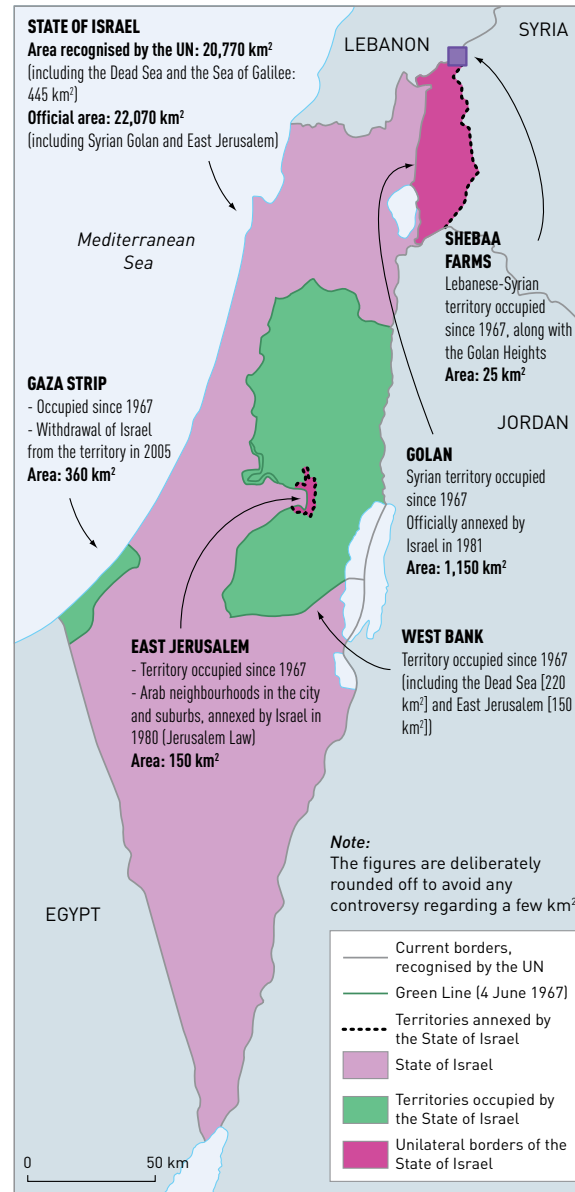 STATE OF ISRAEL
Area recognised by the UN: 20,770 km²
(including the Dead Sea and the Sea of Galilee:
445 km²)
Official area: 22,070 km²
(including Syrian Golan and East Jerusalem)
LEBANON
SYRIA
Mediterranean
Sea
SHEBAA
FARMS
Lebanese-Syrian
territory occupied
since 1967, along with
the Golan Heights
Area: 25 km²
GAZA STRIP
- Occupied since 1967
- Withdrawal of Israel
from the territory in 2005
Area: 360 km²
JORDAN
GOLAN
Syrian territory occupied
since 1967
Officially annexed by
Israel in 1981
Area: 1,150 km²
EAST JERUSALEM
- Territory occupied since 1967
- Arab neighbourhoods in the city
and suburbs, annexed by Israel in
1980 (Jerusalem Law)
Area: 150 km²
WEST BANK
Territory occupied since 1967
(including the Dead Sea [220
km²] and East Jerusalem [150
km²])
EGYPT
Note:
The figures are deliberately
rounded off to avoid any
controversy regarding a few km²
Current borders,
recognised by the UN
Green Line (4 June 1967)
Territories annexed by
the State of Israel
State of Israel
Territories occupied by
the State of Israel
Unilateral borders of the
State of Israel
0 50 km